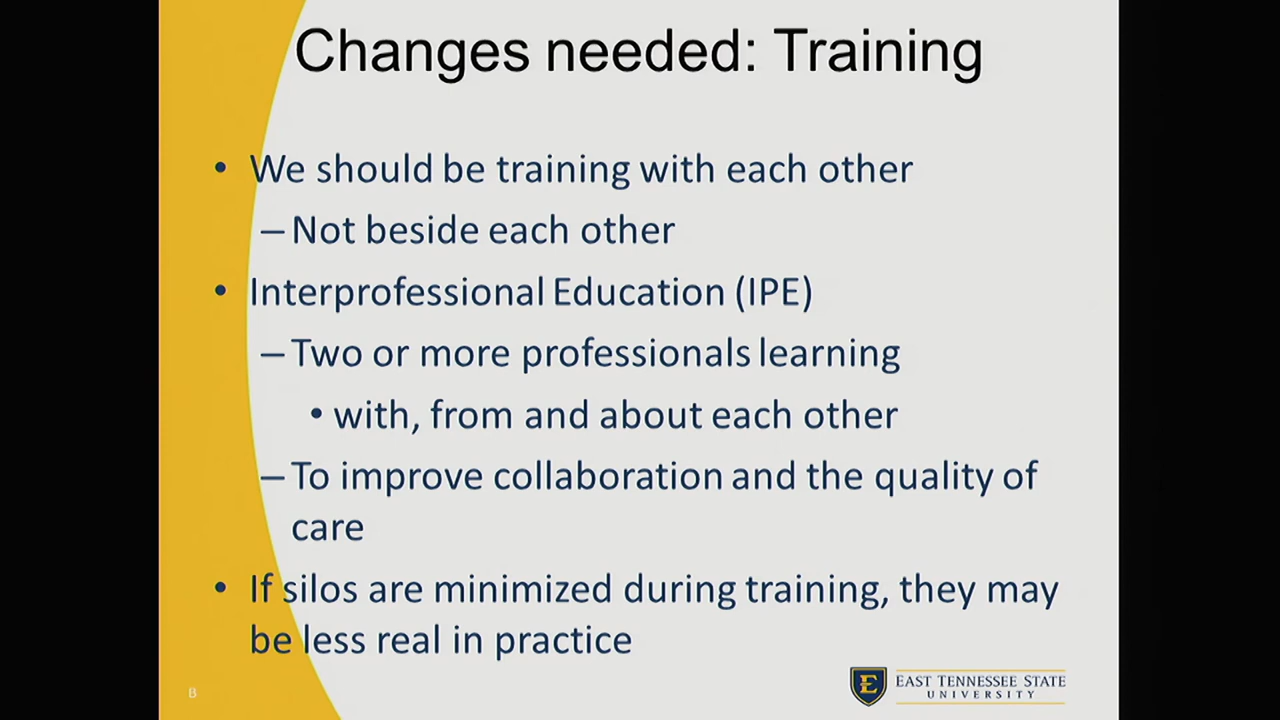 Changes needed: Training
• We should be training with each other
– Not beside each other
• Interprofessional Education (IPE)
– Two or more professionals learning
• with, from and about each other
– To improve collaboration and the quality of
care
• If silos are minimized during training, they may
be less real in practice
B
E
EAST TENNESSEE STATE
UNIVERSITY